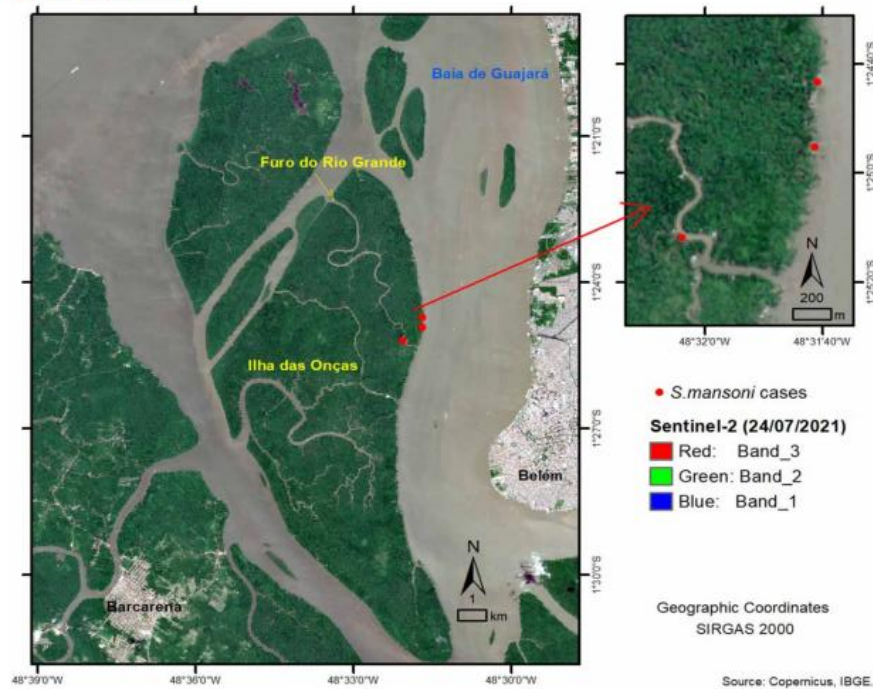 Baia de Guajará
Furo do Rio Grande
Ilha das Onças
Belém
Barcarena
N
1
km
1°21'0"S
1°24'0"S
1°27'0"S
1°30'0"S
48°39'0"W
48°36'0"W
48°33'0"W
48°30'0"W
1°24'40"S
1°25'0"S
1°25'20"S
N
200
m
48°32'0"W
48°31'40"W
S.mansoni cases
Sentinel-2 (24/07/2021)
Red: Band_3
Green: Band_2
Blue: Band_1
Geographic Coordinates
SIRGAS 2000
Source: Copernicus, IBGE.